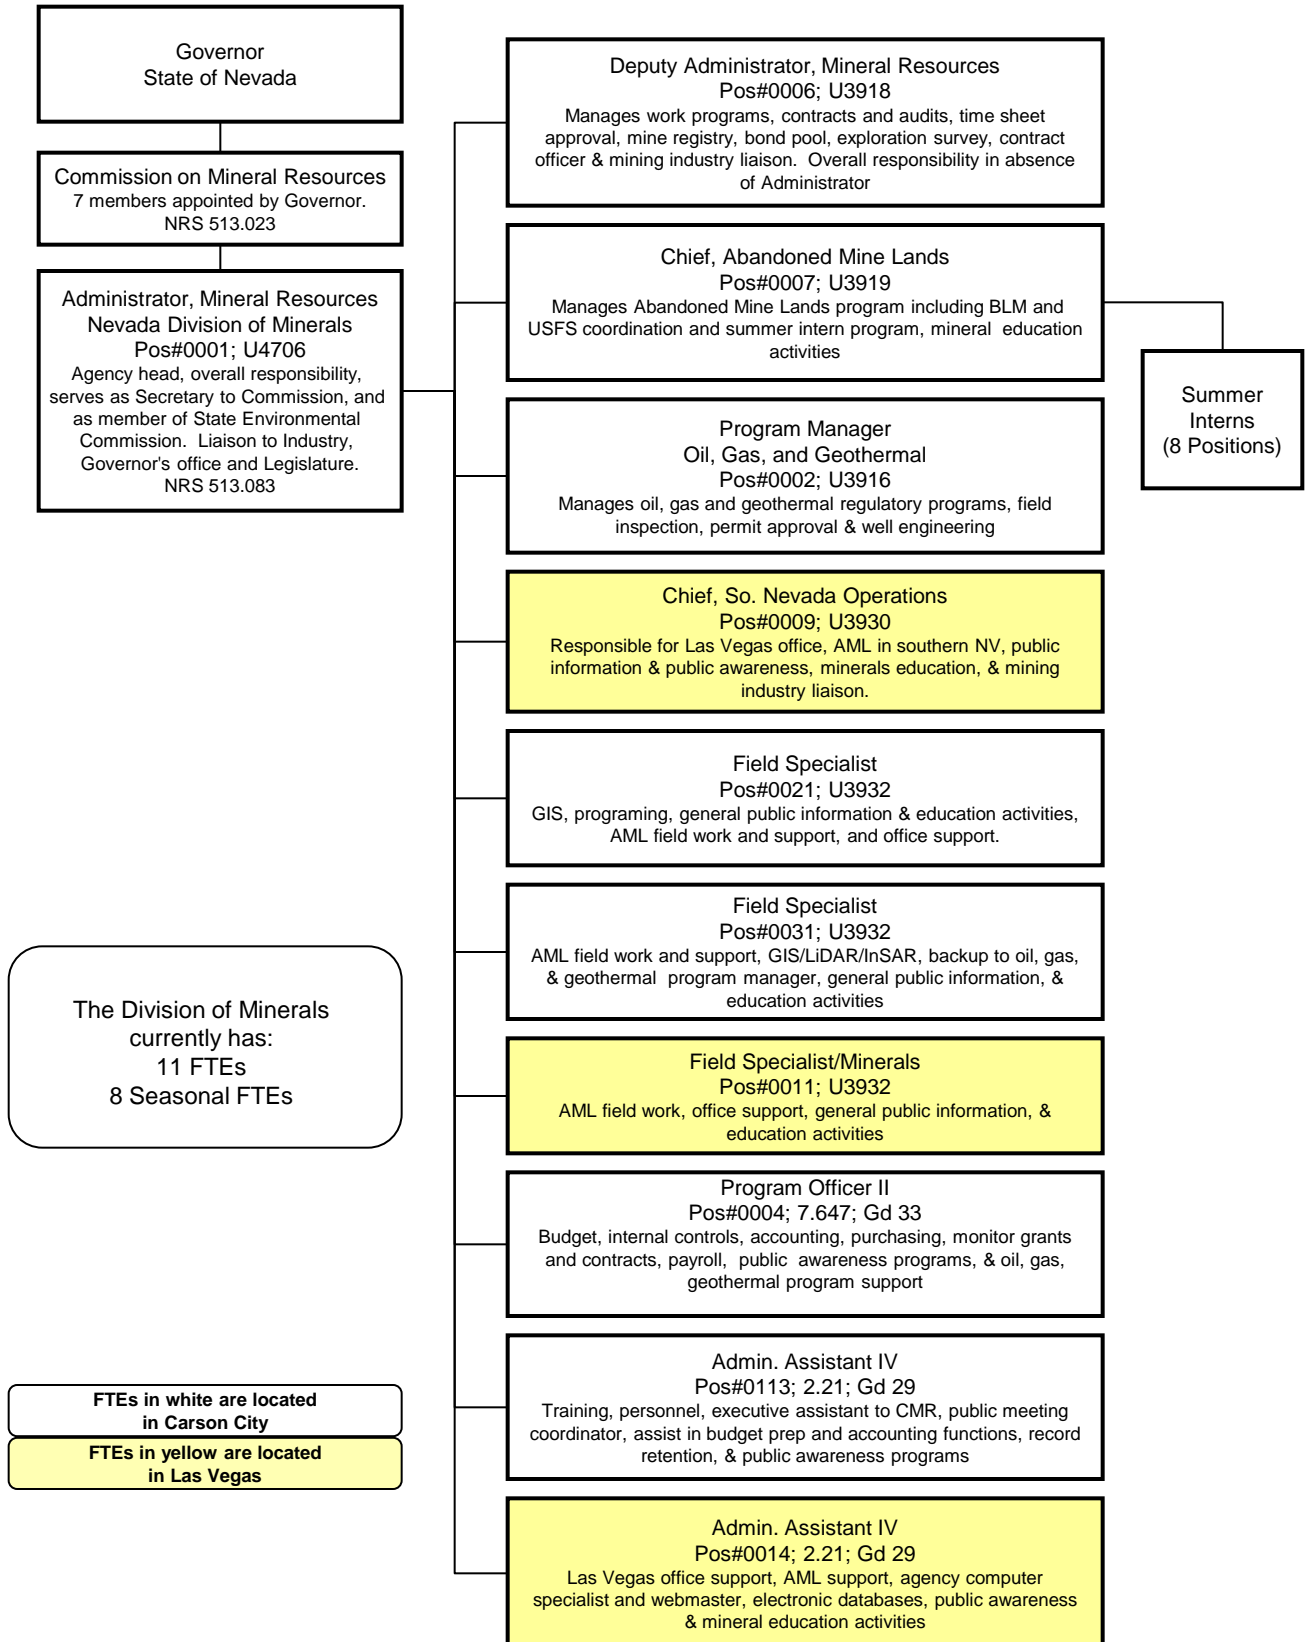 Governor
State of Nevada
Commission on Mineral Resources
7 members appointed by Governor.
NRS 513.023
Administrator, Mineral Resources
Nevada Division of Minerals
Pos#0001; U4706
Agency head, overall responsibility,
serves as Secretary to Commission, and
as member of State Environmental
Commission.  Liaison to Industry,
Governor's office and Legislature.
NRS 513.083
Deputy Administrator, Mineral Resources
Pos#0006; U3918
Manages work programs, contracts and audits, time sheet
approval, mine registry, bond pool, exploration survey, contract
officer & mining industry liaison.  Overall responsibility in absence
of Administrator
Chief, Abandoned Mine Lands
Pos#0007; U3919
Manages Abandoned Mine Lands program including BLM and
USFS coordination and summer intern program, mineral  education
activities
Summer
Interns
(8 Positions)
Program Manager
Oil, Gas, and Geothermal
Pos#0002; U3916
Manages oil, gas and geothermal regulatory programs, field
inspection, permit approval & well engineering
Chief, So. Nevada Operations
Pos#0009; U3930
Responsible for Las Vegas office, AML in southern NV, public
information & public awareness, minerals education, & mining
industry liaison.
Field Specialist
Pos#0021; U3932
GIS, programing, general public information & education activities,
AML field work and support, and office support.
Field Specialist
Pos#0031; U3932
AML field work and support, GIS/LiDAR/InSAR, backup to oil, gas,
& geothermal  program manager, general public information, &
education activities
Field Specialist/Minerals
Pos#0011; U3932
AML field work, office support, general public information, &
education activities
Program Officer II
Pos#0004; 7.647; Gd 33
Budget, internal controls, accounting, purchasing, monitor grants
and contracts, payroll,  public  awareness programs, & oil, gas,
geothermal program support
Admin. Assistant IV
Pos#0113; 2.21; Gd 29
Training, personnel, executive assistant to CMR, public meeting
coordinator, assist in budget prep and accounting functions, record
retention, & public awareness programs
Admin. Assistant IV
Pos#0014; 2.21; Gd 29
Las Vegas office support, AML support, agency computer
specialist and webmaster, electronic databases, public awareness
& mineral education activities
The Division of Minerals
currently has:
11 FTEs
8 Seasonal FTEs
FTEs in white are located
in Carson City
FTEs in yellow are located
in Las Vegas